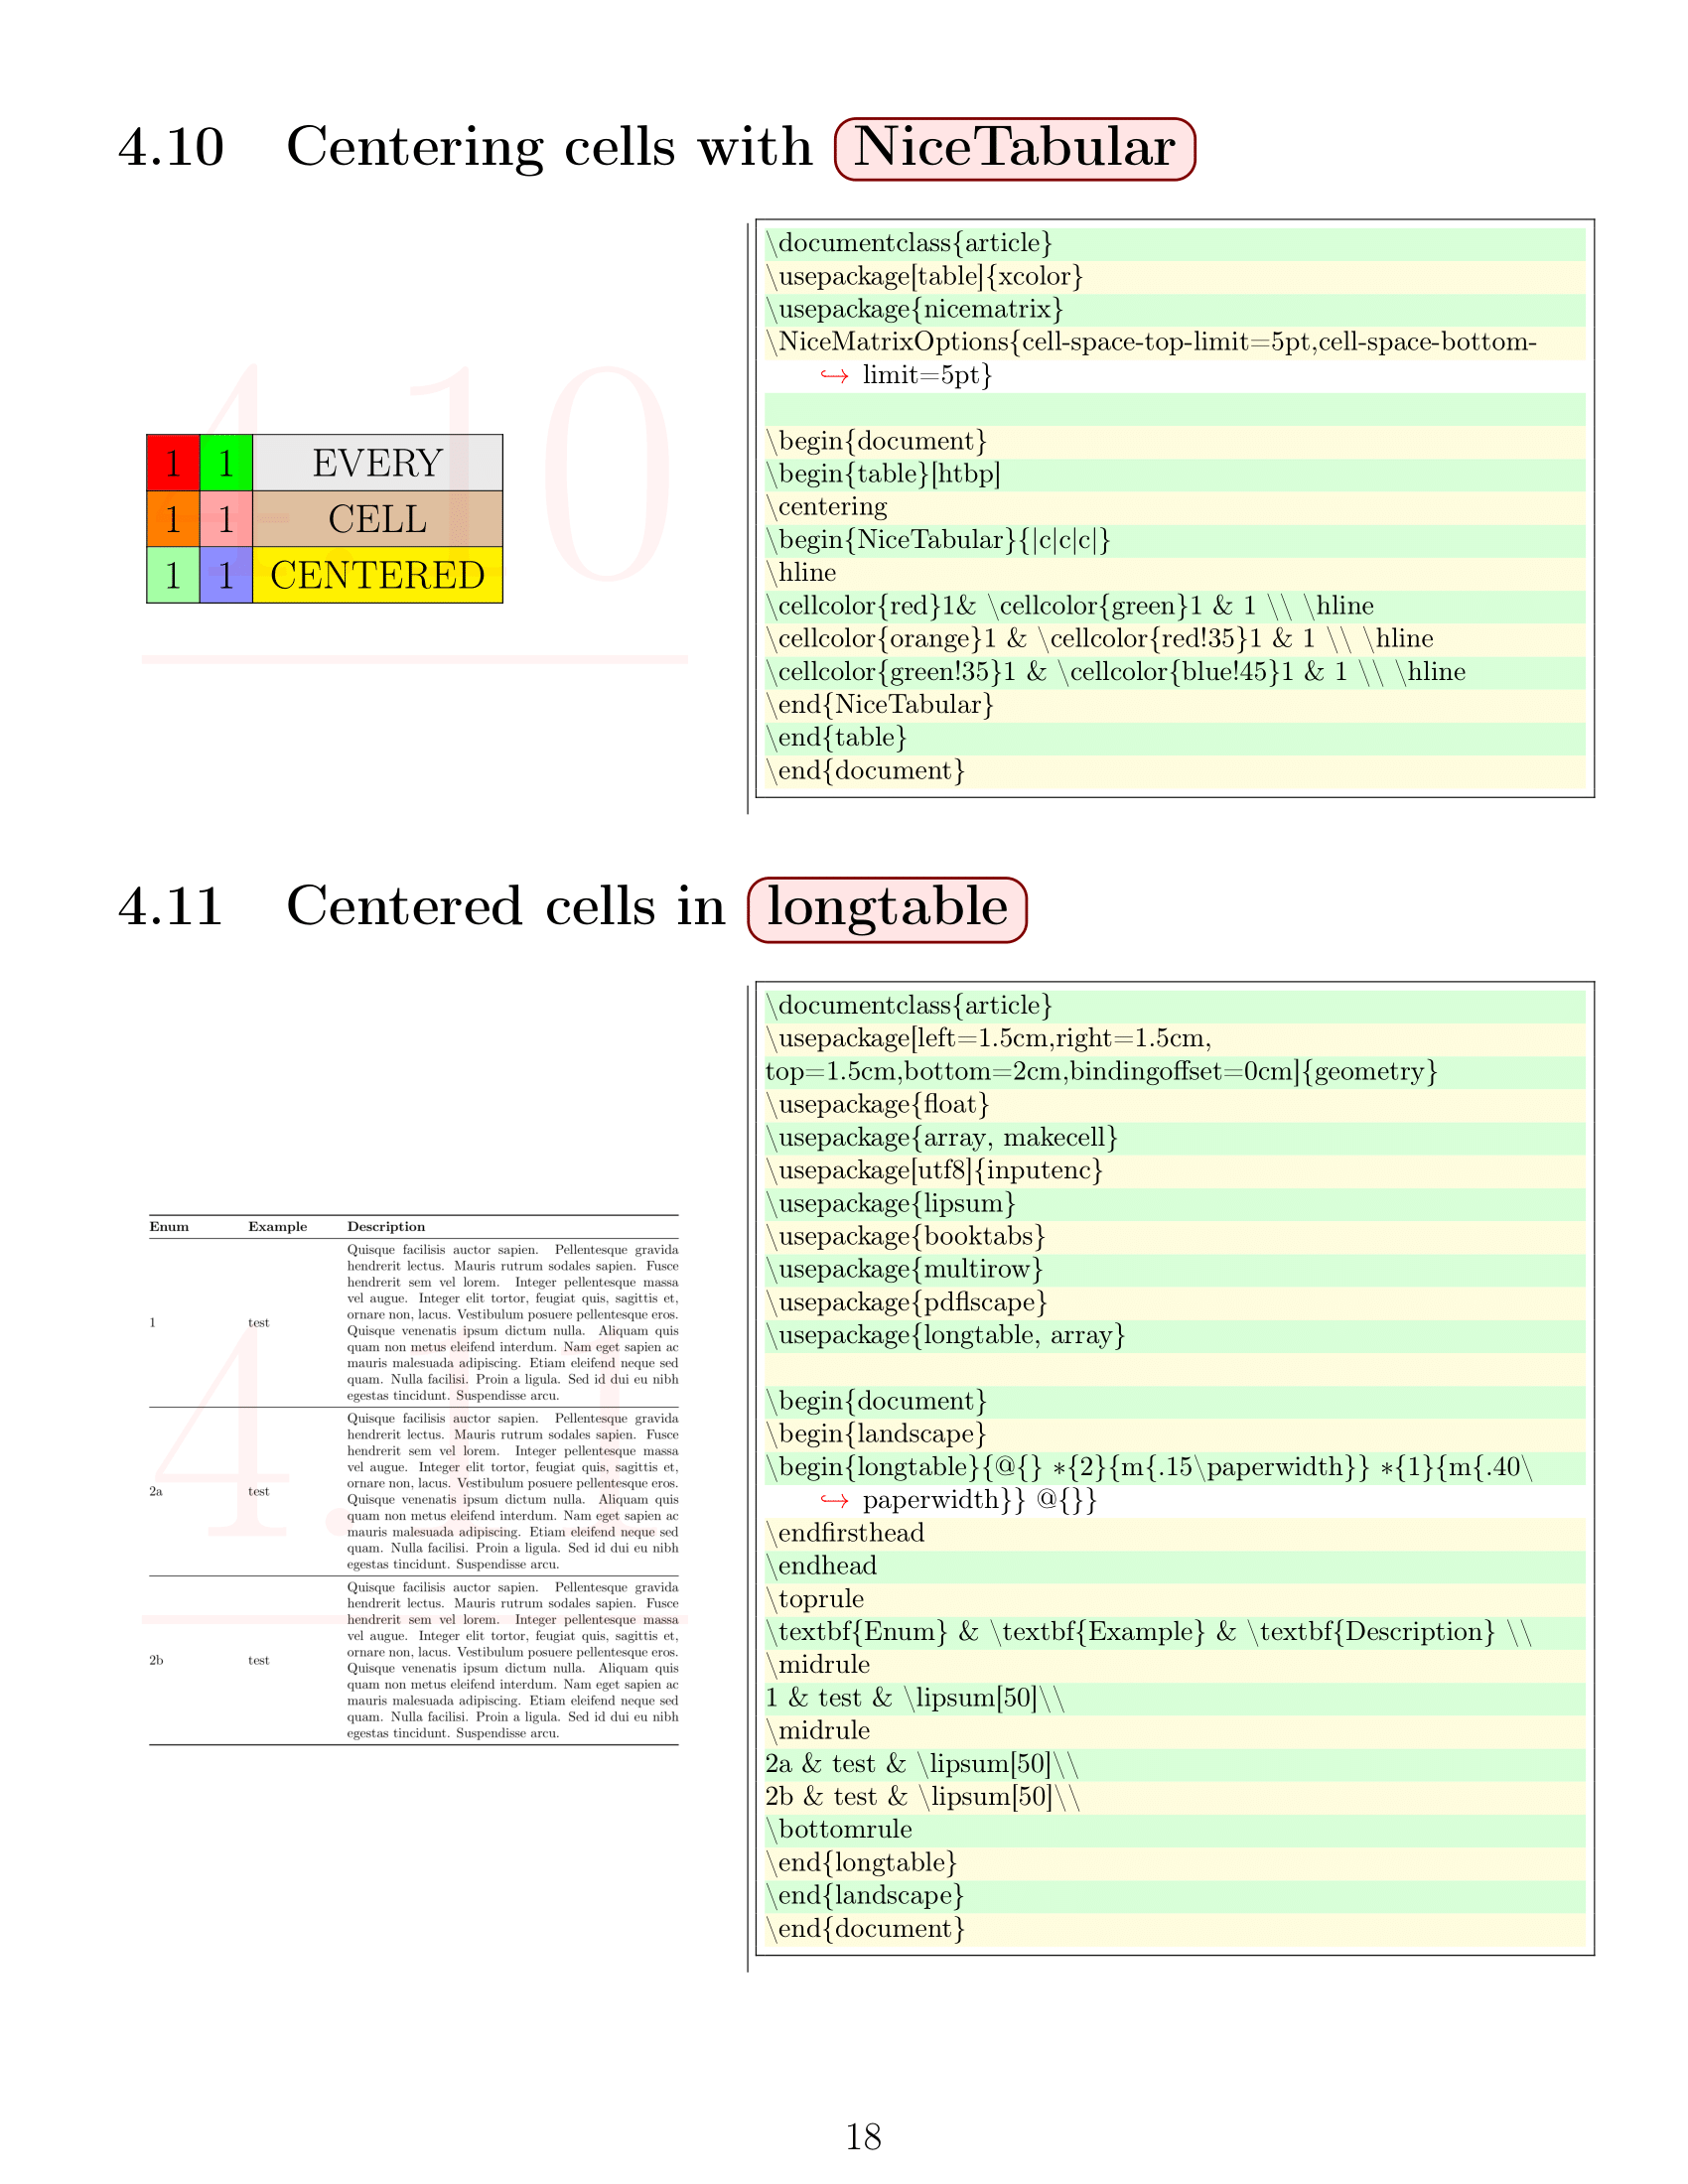 4.10 Centering cells with NiceTabular
4.10
1 1 EVERY
1 1 CELL
1 1 CENTERED
\documentclass{article}
\usepackage[table]{xcolor}
\usepackage{nicematrix}
\NiceMatrixOptions{cell-space-top-limit=5pt,cell-space-bottom-
↪ limit=5pt}
\begin{document}
\begin{table}[htbp]
\centering
\begin{NiceTabular}{|c|c|c|}
\hline
\cellcolor{red}1& \cellcolor{green}1 & 1 \\ \hline
\cellcolor{orange}1 & \cellcolor{red!35}1 & 1 \\ \hline
\cellcolor{green!35}1 & \cellcolor{blue!45}1 & 1 \\ \hline
\end{NiceTabular}
\end{table}
\end{document}
4.11 Centered cells in longtable
4.11
Enum Example Description
Quisque facilisis auctor sapien. Pellentesque gravida
hendrerit lectus. Mauris rutrum sodales sapien. Fusce
hendrerit sem vel lorem. Integer pellentesque massa
vel augue. Integer elit tortor, feugiat quis, sagittis et,
ornare non, lacus. Vestibulum posuere pellentesque eros.
1 test Quisque venenatis ipsum dictum nulla. Aliquam quis
quam non metus eleifend interdum. Nam eget sapien ac
mauris malesuada adipiscing. Etiam eleifend neque sed
quam. Nulla facilisi. Proin a ligula. Sed id dui eu nibh
egestas tincidunt. Suspendisse arcu.
Quisque facilisis auctor sapien. Pellentesque gravida
hendrerit lectus. Mauris rutrum sodales sapien. Fusce
hendrerit sem vel lorem. Integer pellentesque massa
vel augue. Integer elit tortor, feugiat quis, sagittis et,
ornare non, lacus. Vestibulum posuere pellentesque eros.
2a test Quisque venenatis ipsum dictum nulla. Aliquam quis
quam non metus eleifend interdum. Nam eget sapien ac
mauris malesuada adipiscing. Etiam eleifend neque sed
quam. Nulla facilisi. Proin a ligula. Sed id dui eu nibh
egestas tincidunt. Suspendisse arcu.
Quisque facilisis auctor sapien. Pellentesque gravida
hendrerit lectus. Mauris rutrum sodales sapien. Fusce
hendrerit sem vel lorem. Integer pellentesque massa
vel augue. Integer elit tortor, feugiat quis, sagittis et,
ornare non, lacus. Vestibulum posuere pellentesque eros.
2b test Quisque venenatis ipsum dictum nulla. Aliquam quis
quam non metus eleifend interdum. Nam eget sapien ac
mauris malesuada adipiscing. Etiam eleifend neque sed
quam. Nulla facilisi. Proin a ligula. Sed id dui eu nibh
egestas tincidunt. Suspendisse arcu.
\documentclass{article}
\usepackage[left=1.5cm,right=1.5cm,
top=1.5cm,bottom=2cm,bindingoffset=0cm]{geometry}
\usepackage{float}
\usepackage{array, makecell}
\usepackage[utf8]{inputenc}
\usepackage{lipsum}
\usepackage{booktabs}
\usepackage{multirow}
\usepackage{pdflscape}
\usepackage{longtable, array}
\begin{document}
\begin{landscape}
\begin{longtable}{@{} *{2}{m{.15\paperwidth}} *{1}{m{.40\
↪ paperwidth}} @{}}
\endfirsthead
\endhead
\toprule
\textbf{Enum} & \textbf{Example} & \textbf{Description} \\
\midrule
1 & test & \lipsum[50]\\
\midrule
2a & test & \lipsum[50]\\
2b & test & \lipsum[50]\\
\bottomrule
\end{longtable}
\end{landscape}
\end{document}
18